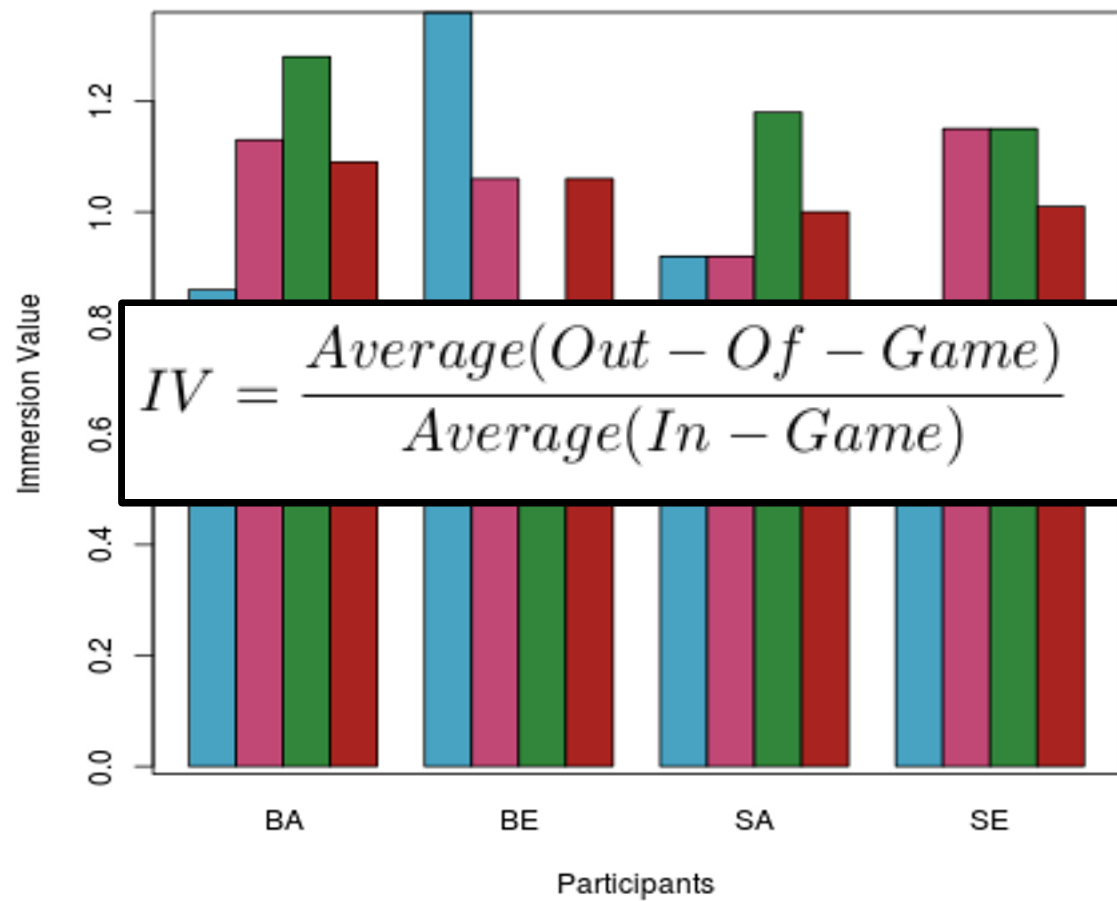 1.2
1.0
0.8
0.6
0.4
0.2
0.0
Immersion Value
IV = Average(Out − Of − Game)
Average(In − Game)
BA BE SA SE
Participants